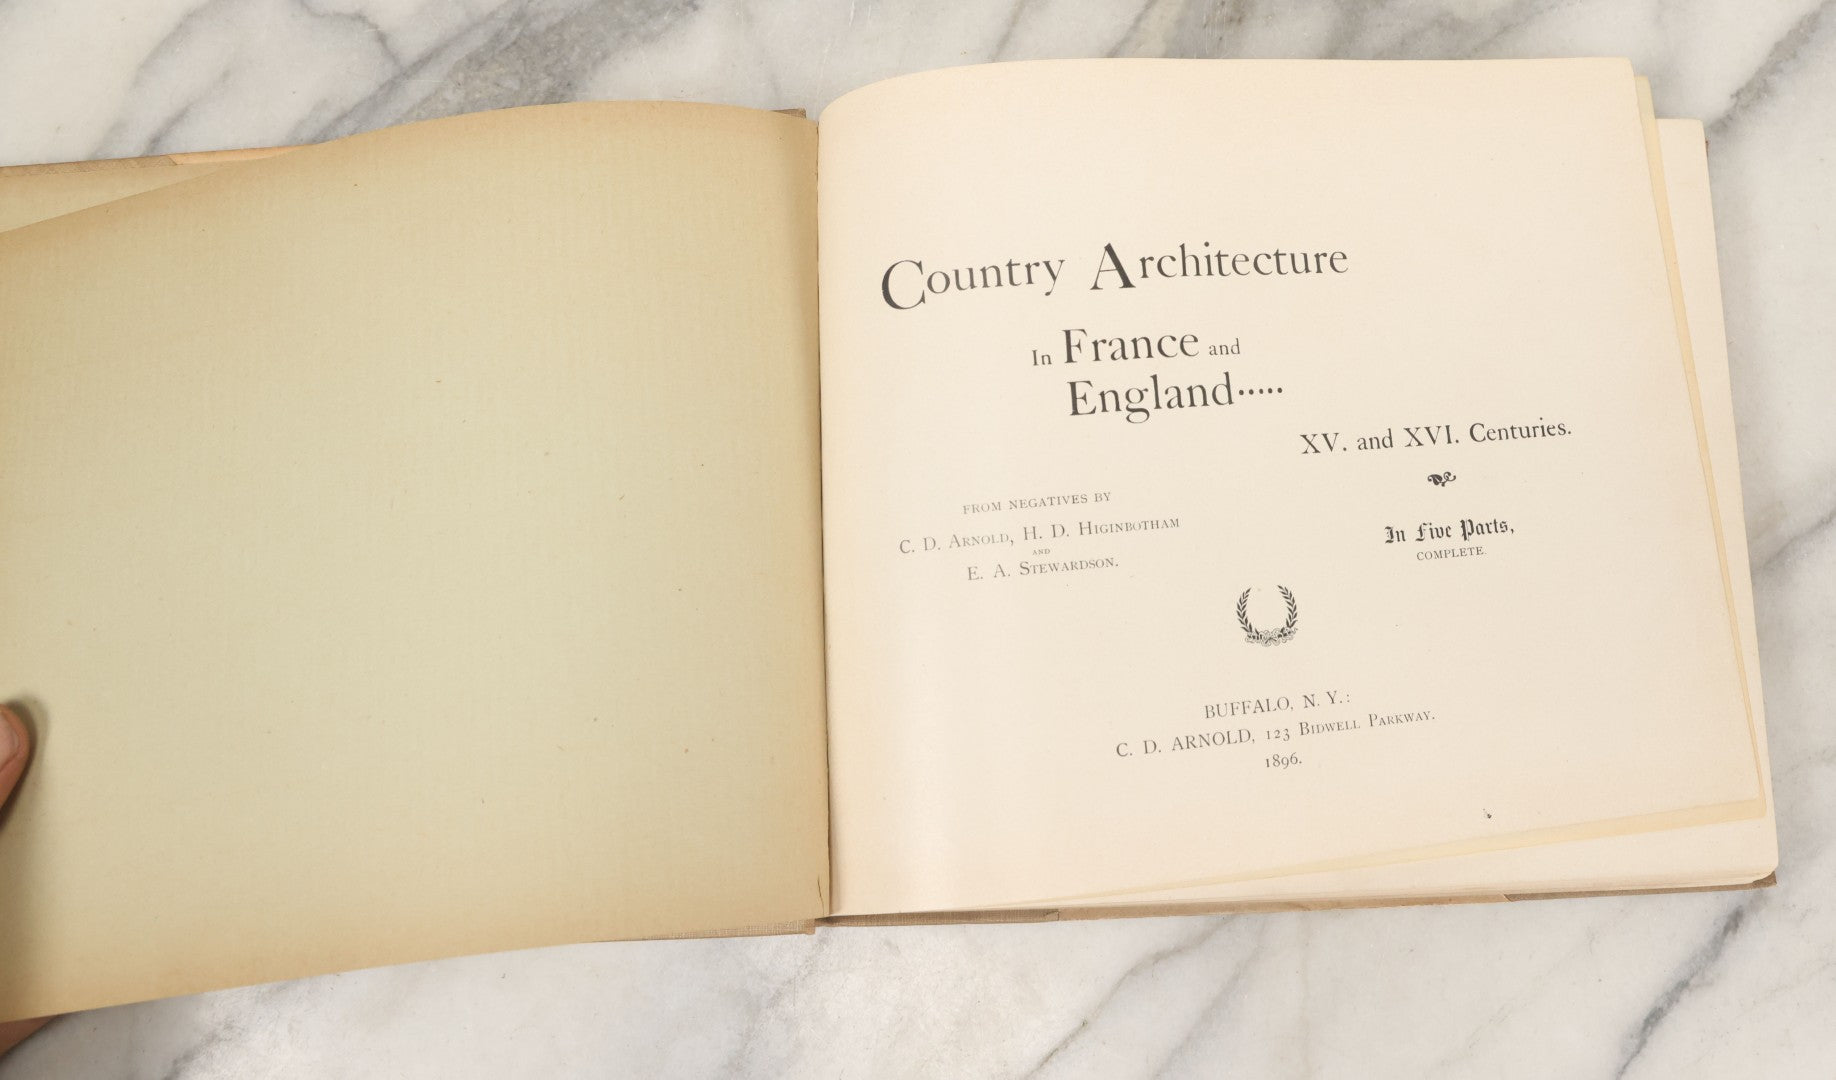 Country Architecture
In France and
England.....
XV. and XVI. Centuries.
FROM NEGATIVES BY
C. D. ARNOLD, H. D. HIGINBOTHAM
AND
E. A. STEWARDSON.
In Five Parts,
COMPLETE.
BUFFALO, N. Y.:
C. D. ARNOLD, 123 BIDWELL PARKWAY.
1896.